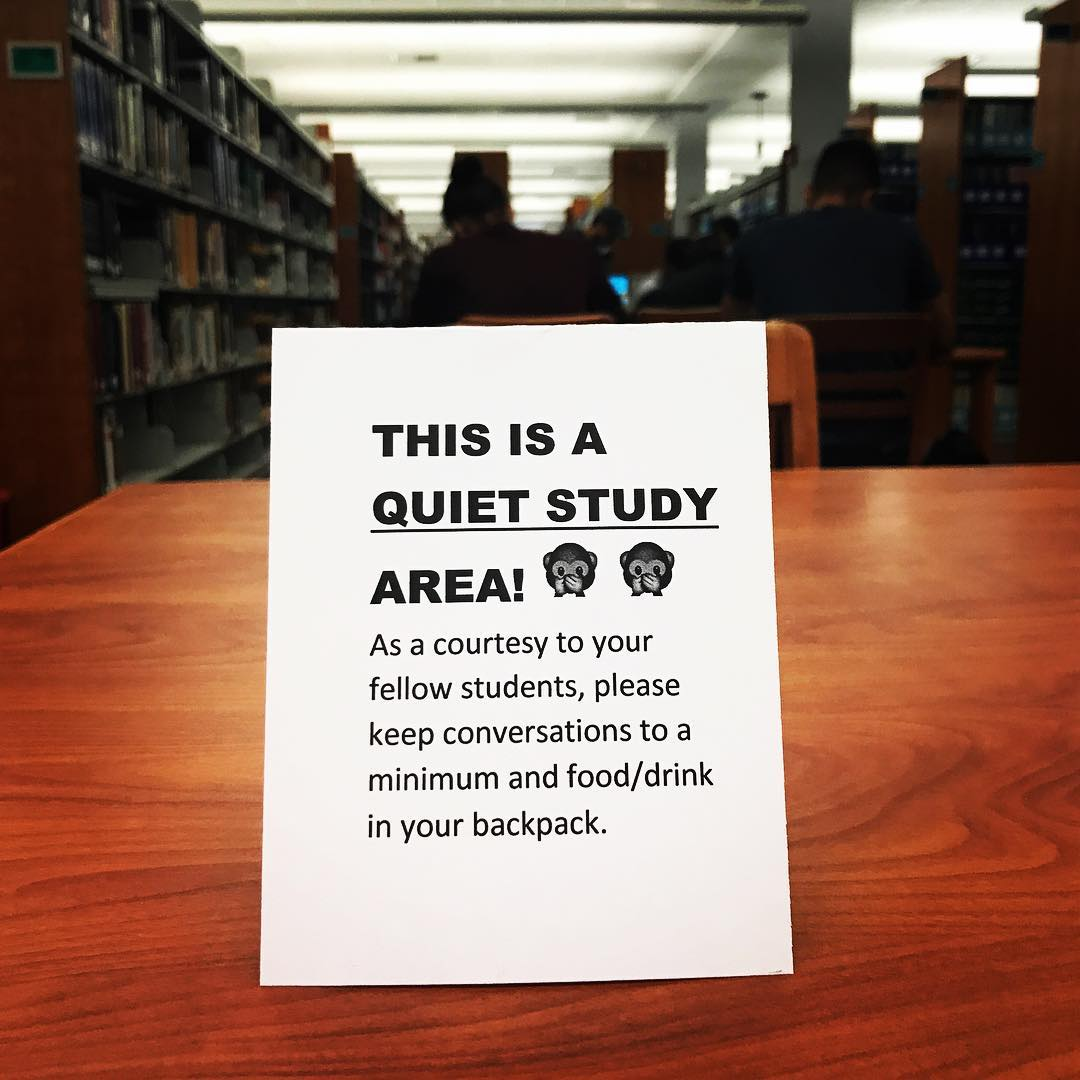 THIS IS A
QUIET STUDY
AREA! 🙊 🙊
As a courtesy to your
fellow students, please
keep conversations to a
minimum and food/drink
in your backpack.